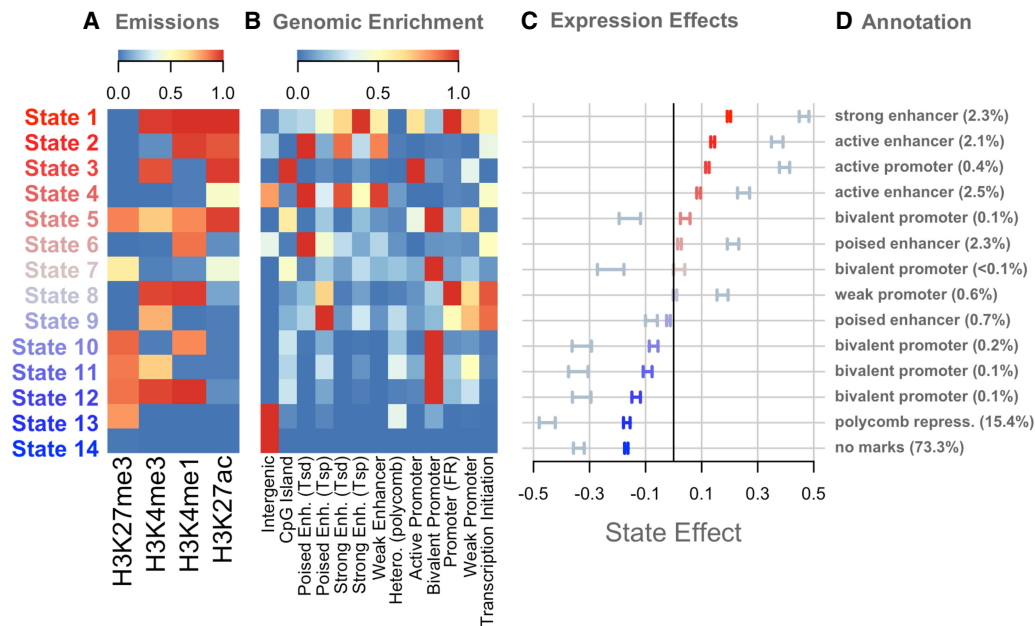 A Emissions
B Genomic Enrichment
C Expression Effects
D Annotation
0.0 0.5 1.0
0.0 0.5 1.0
State 1
State 2
State 3
State 4
State 5
State 6
State 7
State 8
State 9
State 10
State 11
State 12
State 13
State 14
H3K27me3
H3K4me3
H3K4me1
H3K27ac
Intergenic
CpG Island
Poised Enh. (Tsd)
Poised Enh. (Tsp)
Strong Enh. (Tsd)
Strong Enh. (Tsp)
Weak Enhancer
Hetero. (polycomb)
Active Promoter
Bivalent Promoter
Promoter (FR)
Weak Promoter
Transcription Initiation
-0.5 -0.3 -0.1 0.1 0.3 0.5
State Effect
strong enhancer (2.3%)
active enhancer (2.1%)
active promoter (0.4%)
active enhancer (2.5%)
bivalent promoter (0.1%)
poised enhancer (2.3%)
bivalent promoter (<0.1%)
weak promoter (0.6%)
poised enhancer (0.7%)
bivalent promoter (0.2%)
bivalent promoter (0.1%)
bivalent promoter (0.1%)
polycomb repress. (15.4%)
no marks (73.3%)